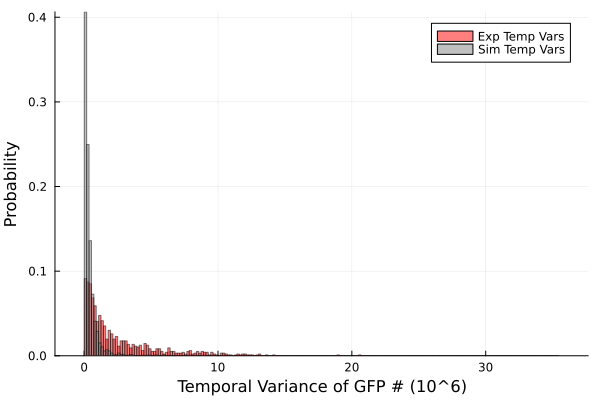 0.4
0.3
0.2
0.1
0.0
Probability
Exp Temp Vars
Sim Temp Vars
0 10 20 30
Temporal Variance of GFP # (10^6)